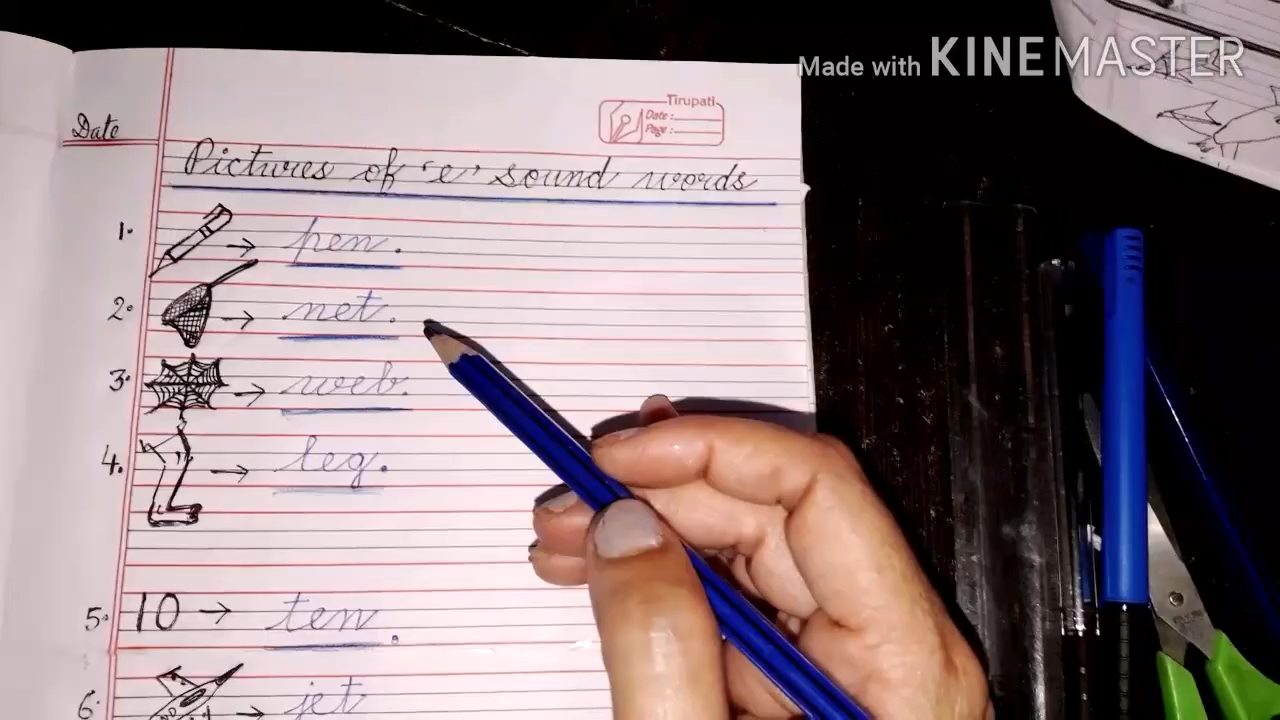 Made with KINEMASTER
Tirupati
Date :
Page :
Date
Pictures of 'e' sound words
1. → pen.
2. → net.
3. → web.
4. → leg.
5. 10 → ten.
6. → jet